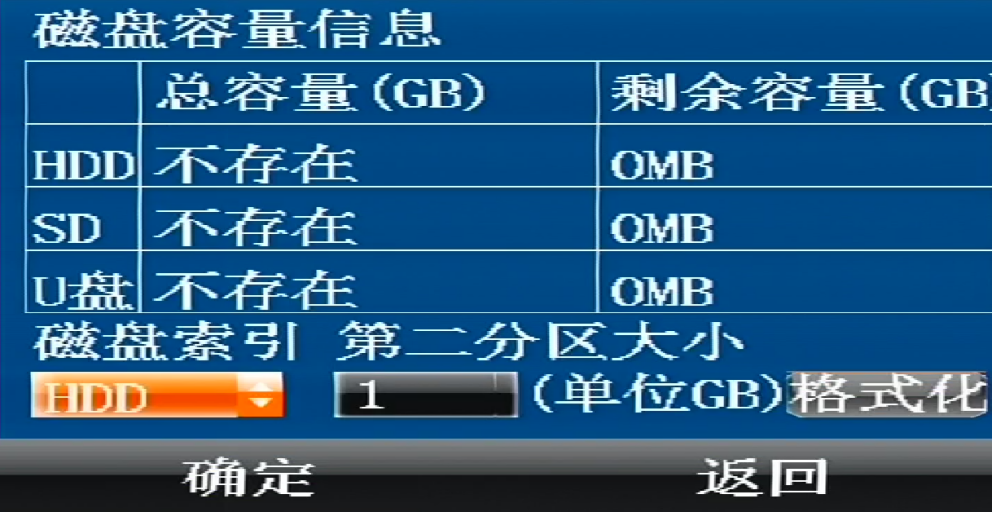 磁盘容量信息
总容量(GB) 剩余容量(GB)
HDD 不存在 0MB
SD 不存在 0MB
U盘 不存在 0MB
磁盘索引 第二分区大小
HDD 1 (单位GB) 格式化
确定 返回